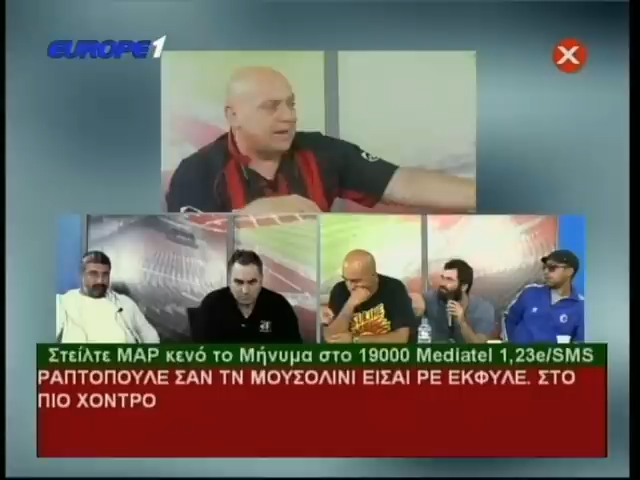 EUROPE1
X
Στείλτε ΜΑΡ κενό το Μήνυμα στο 19000 Mediatel 1,23e/SMS
ΡΑΠΤΟΠΟΥΛΕ ΣΑΝ ΤΝ ΜΟΥΣΟΛΙΝΙ ΕΙΣΑΙ ΡΕ ΕΚΦΥΛΕ. ΣΤΟ
ΠΙΟ ΧΟΝΤΡΟ